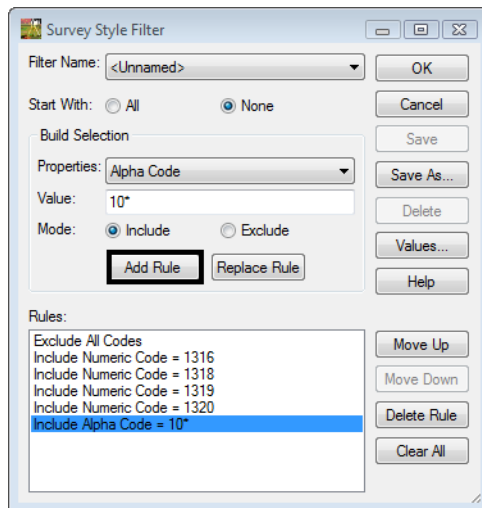 Survey Style Filter
Filter Name: <Unnamed> OK
Start With: All None Cancel
Build Selection Save
Properties: Alpha Code Save As...
Value: 10* Delete
Mode: Include Exclude Values...
Add Rule Replace Rule Help
Rules:
Exclude All Codes Move Up
Include Numeric Code = 1316
Include Numeric Code = 1318 Move Down
Include Numeric Code = 1319
Include Numeric Code = 1320 Delete Rule
Include Alpha Code = 10*
Clear All